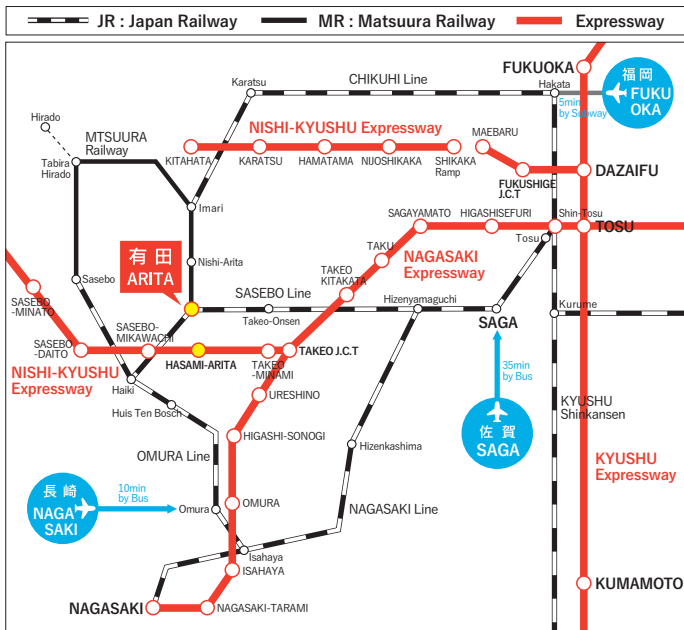 JR : Japan Railway
MR : Matsuura Railway
Expressway
FUKUOKA
福岡
FUKU
OKA
Karatsu
CHIKUHI Line
Hakata
5min
by Subway
Hirado
MTSUURA
Railway
NISHI-KYUSHU Expressway
MAEBARU
Tabira
Hirado
KITAHATA
KARATSU
HAMATAMA
NIJOSHIKAKA
SHIKAKA
Ramp
FUKUSHIGE
J.C.T
DAZAIFU
Imari
SAGAYAMATO
HIGASHISEFURI
Shin-Tosu
TOSU
Tosu
有田
ARITA
Nishi-Arita
TAKU
NAGASAKI
Expressway
TAKEO
KITAKATA
Sasebo
SASEBO Line
Hizenyamaguchi
SASEBO
-MINATO
Takeo-Onsen
SAGA
Kurume
SASEBO-
MIKAWACHI
SASEBO
-DAITO
HASAMI-ARITA
TAKEO
-MINAMI
TAKEO J.C.T
35min
by Bus
NISHI-KYUSHU
Expressway
Haiki
URESHINO
KYUSHU
Shinkansen
Huis Ten Bosch
佐賀
SAGA
HIGASHI-SONOGI
Hizenkashima
OMURA Line
KYUSHU
Expressway
長崎
NAGA
SAKI
10min
by Bus
Omura
OMURA
NAGASAKI Line
Isahaya
ISAHAYA
KUMAMOTO
NAGASAKI
NAGASAKI-TARAMI